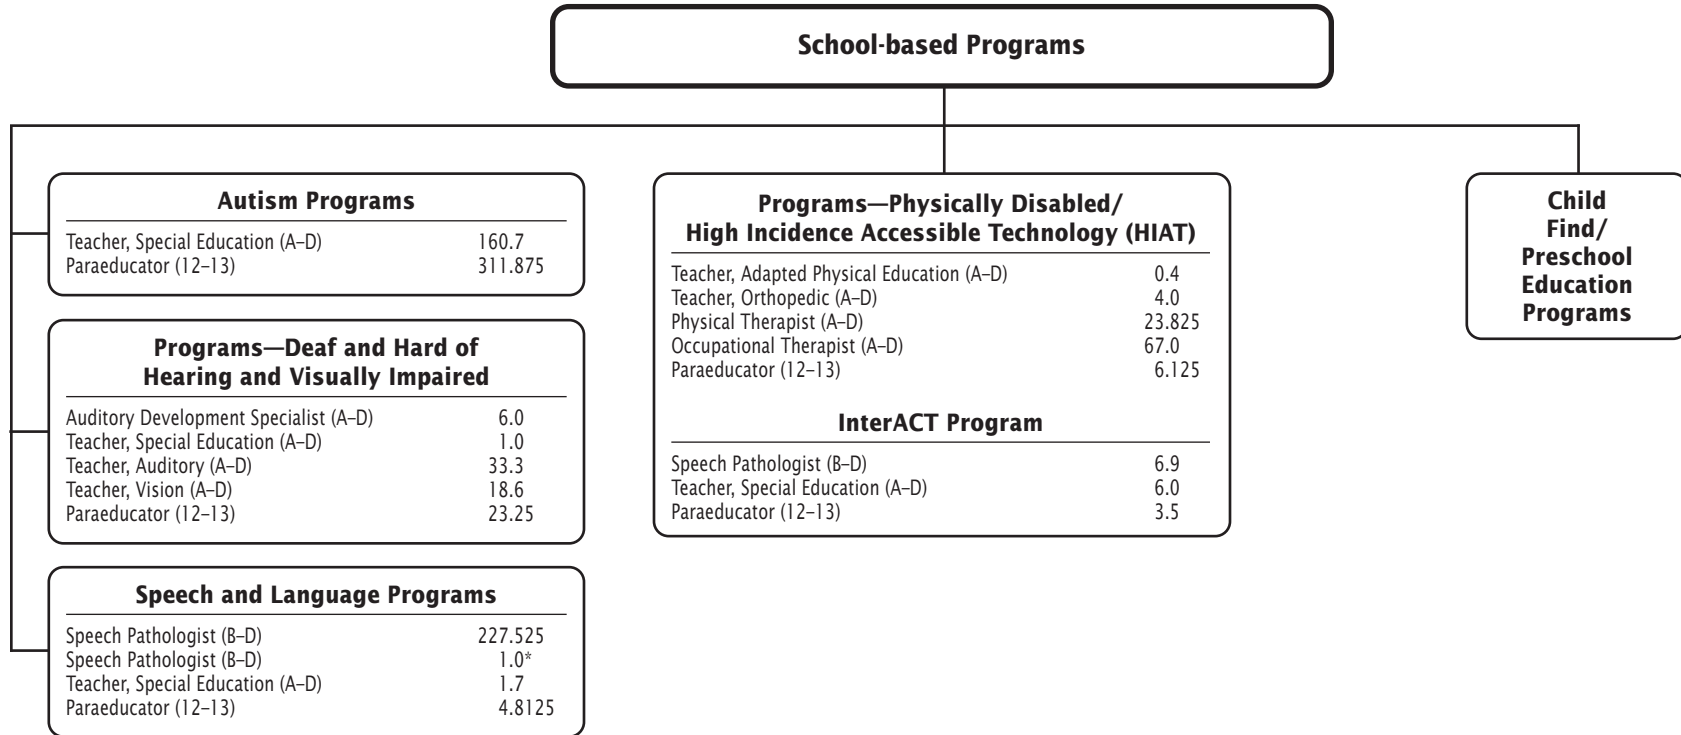 School-based Programs
Autism Programs
Teacher, Special Education (A–D) 160.7
Paraeducator (12–13) 311.875
Programs—Deaf and Hard of
Hearing and Visually Impaired
Auditory Development Specialist (A–D) 6.0
Teacher, Special Education (A–D) 1.0
Teacher, Auditory (A–D) 33.3
Teacher, Vision (A–D) 18.6
Paraeducator (12–13) 23.25
Speech and Language Programs
Speech Pathologist (B–D) 227.525
Speech Pathologist (B–D) 1.0*
Teacher, Special Education (A–D) 1.7
Paraeducator (12–13) 4.8125
Programs—Physically Disabled/
High Incidence Accessible Technology (HIAT)
Teacher, Adapted Physical Education (A–D) 0.4
Teacher, Orthopedic (A–D) 4.0
Physical Therapist (A–D) 23.825
Occupational Therapist (A–D) 67.0
Paraeducator (12–13) 6.125
InterACT Program
Speech Pathologist (B–D) 6.9
Teacher, Special Education (A–D) 6.0
Paraeducator (12–13) 3.5
Child
Find/
Preschool
Education
Programs